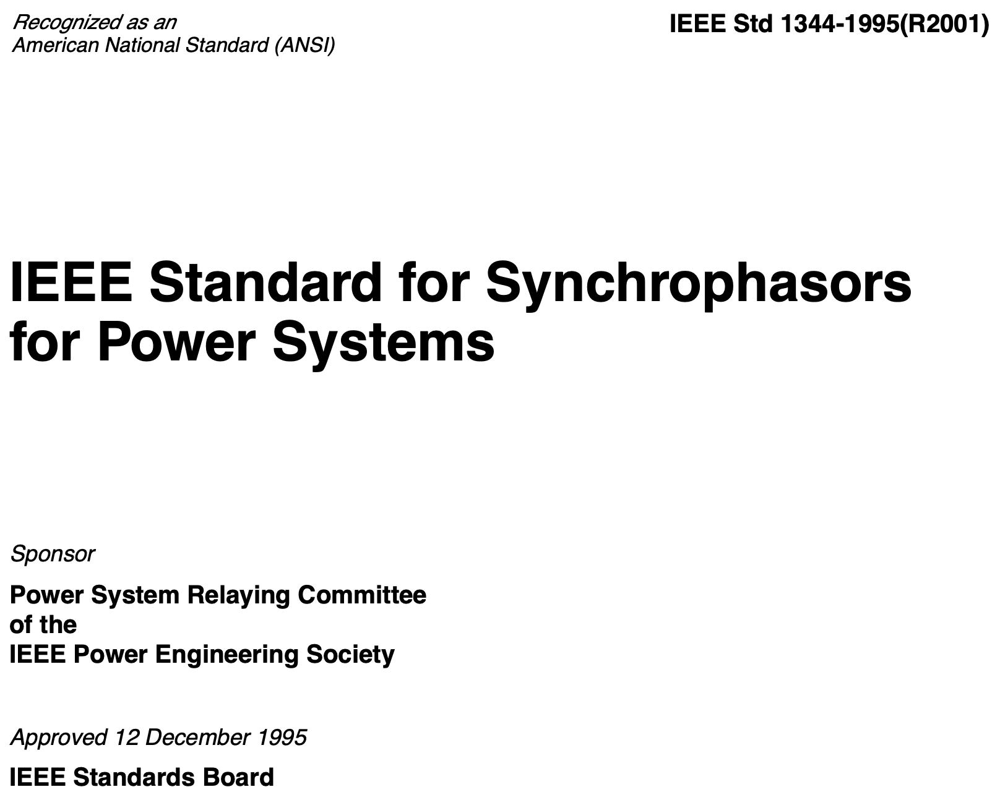 Recognized as an
American National Standard (ANSI)
IEEE Std 1344-1995(R2001)
IEEE Standard for Synchrophasors
for Power Systems
Sponsor
Power System Relaying Committee
of the
IEEE Power Engineering Society
Approved 12 December 1995
IEEE Standards Board